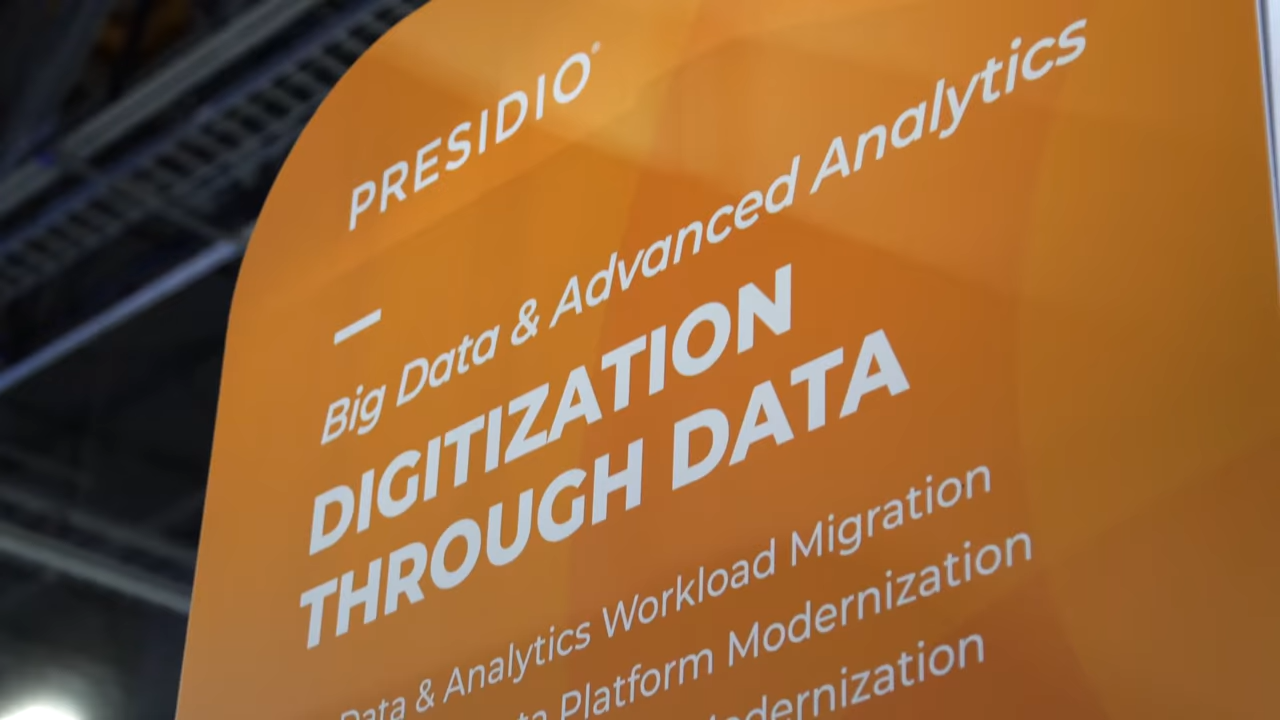 PRESIDIO®
Big Data & Advanced Analytics
DIGITIZATION
THROUGH DATA
Data & Analytics Workload Migration
Platform Modernization